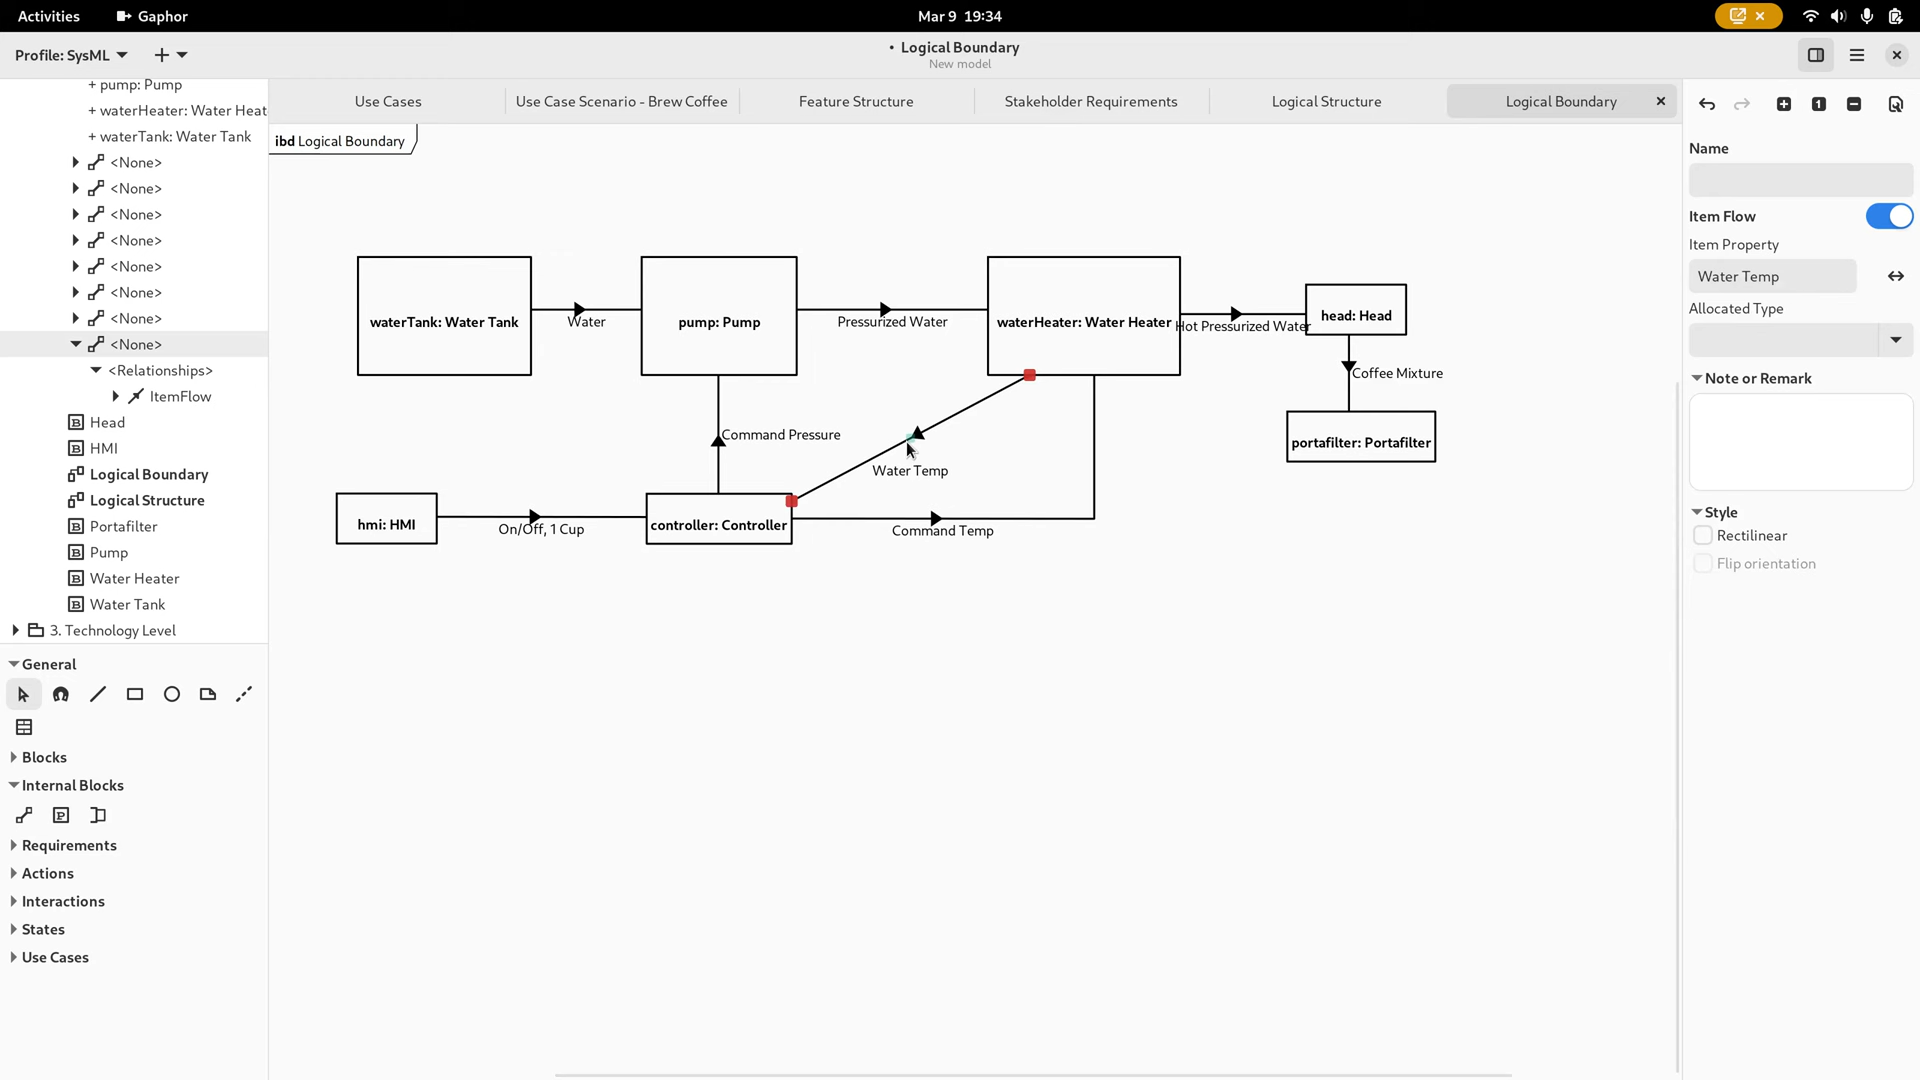 Activities
Gaphor
Mar 9 19:34
Profile: SysML
• Logical Boundary
New model
+ pump: Pump
+ waterHeater: Water Heat
+ waterTank: Water Tank
<None>
<None>
<None>
<None>
<None>
<None>
<None>
<None>
<Relationships>
ItemFlow
B Head
B HMI
Logical Boundary
Logical Structure
B Portafilter
B Pump
B Water Heater
B Water Tank
3. Technology Level
General
Blocks
Internal Blocks
P
Requirements
Actions
Interactions
States
Use Cases
Use Cases
Use Case Scenario - Brew Coffee
Feature Structure
Stakeholder Requirements
Logical Structure
Logical Boundary
ibd Logical Boundary
waterTank: Water Tank
Water
pump: Pump
Pressurized Water
waterHeater: Water Heater
Hot Pressurized Water
head: Head
Coffee Mixture
portafilter: Portafilter
Command Pressure
Water Temp
hmi: HMI
On/Off, 1 Cup
controller: Controller
Command Temp
1
Name
Item Flow
Item Property
Water Temp
Allocated Type
Note or Remark
Style
Rectilinear
Flip orientation